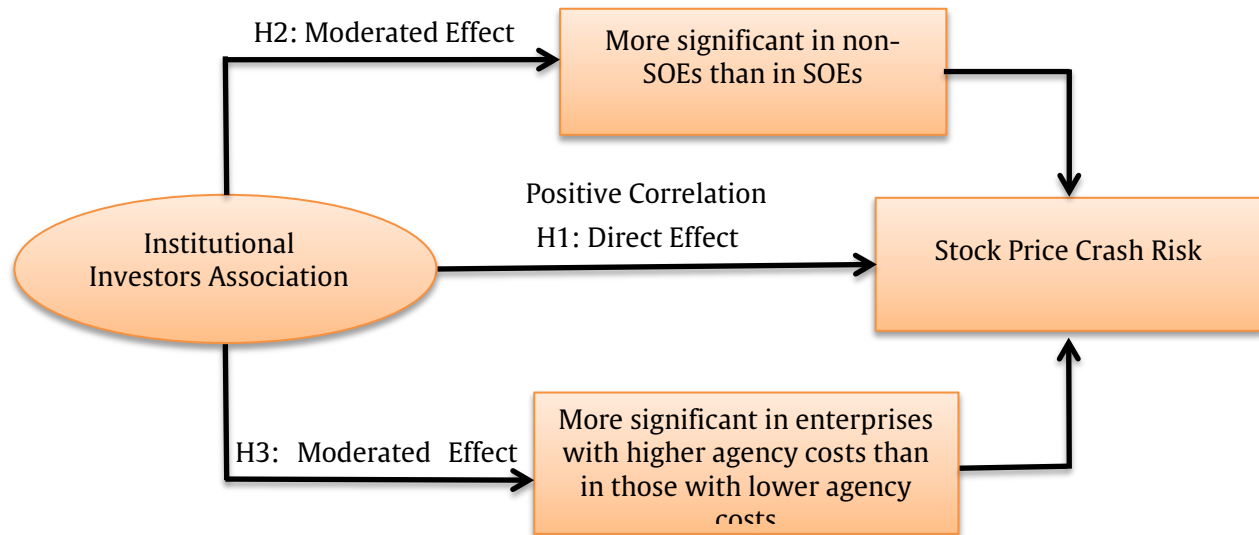 H2: Moderated Effect
More significant in non-
SOEs than in SOEs
Positive Correlation
H1: Direct Effect
Institutional
Investors Association
Stock Price Crash Risk
H3: Moderated Effect
More significant in enterprises
with higher agency costs than
in those with lower agency
costs